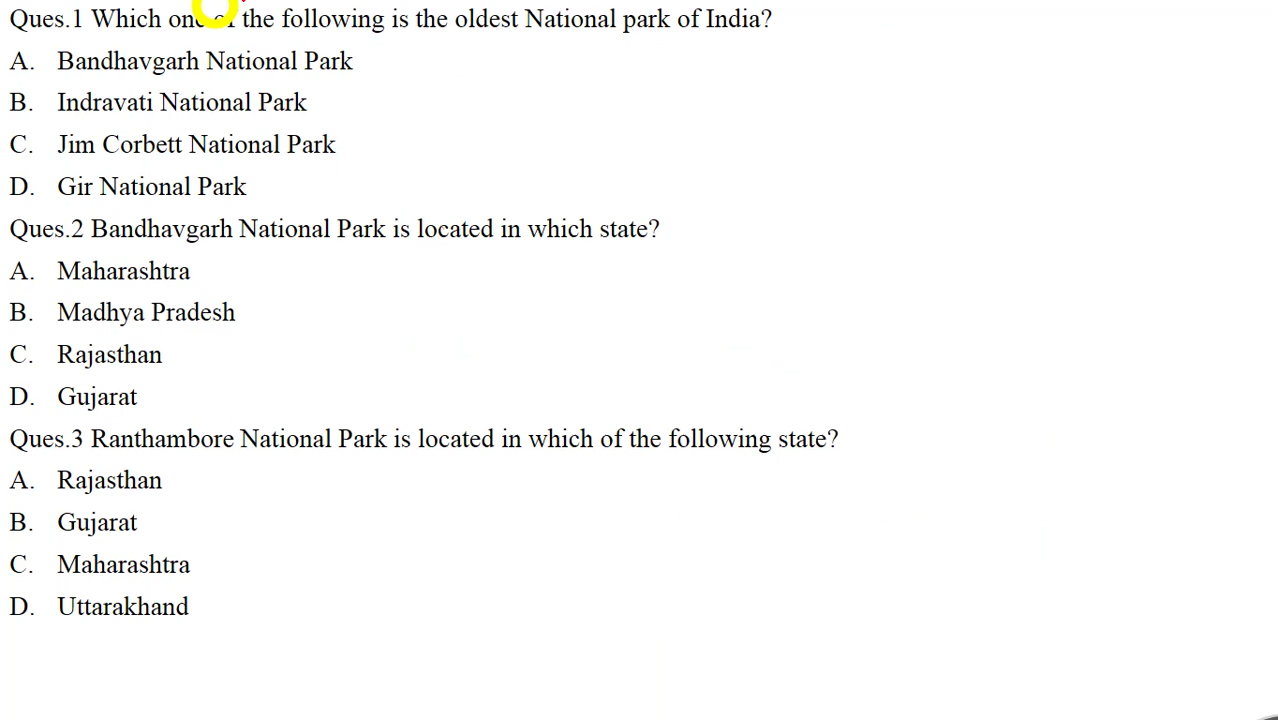 Ques.1 Which one of the following is the oldest National park of India?
A. Bandhavgarh National Park
B. Indravati National Park
C. Jim Corbett National Park
D. Gir National Park
Ques.2 Bandhavgarh National Park is located in which state?
A. Maharashtra
B. Madhya Pradesh
C. Rajasthan
D. Gujarat
Ques.3 Ranthambore National Park is located in which of the following state?
A. Rajasthan
B. Gujarat
C. Maharashtra
D. Uttarakhand